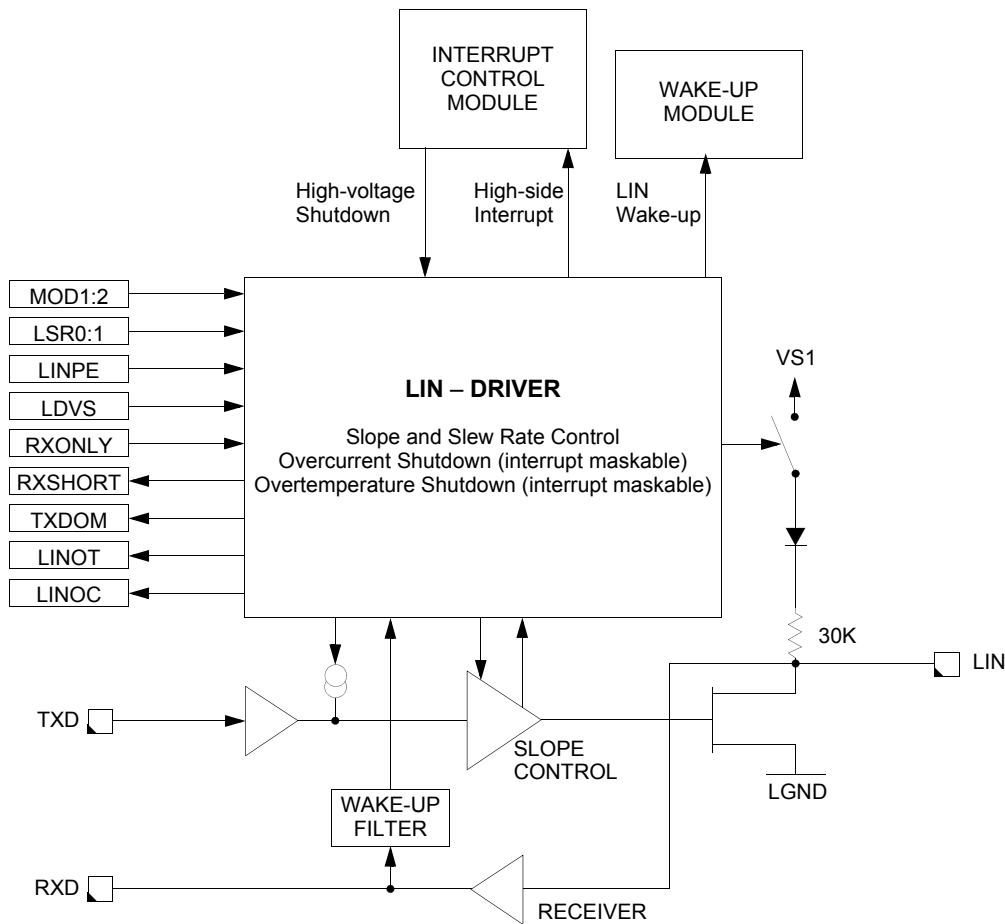 INTERRUPT
CONTROL
MODULE
WAKE-UP
MODULE
High-voltage
Shutdown
High-side
Interrupt
LIN
Wake-up
MOD1:2
LSR0:1
LINPE
LDVS
RXONLY
RXSHORT
TXDOM
LINOT
LINOC
LIN – DRIVER
Slope and Slew Rate Control
Overcurrent Shutdown (interrupt maskable)
Overtemperature Shutdown (interrupt maskable)
VS1
30K
LIN
TXD
SLOPE
CONTROL
LGND
WAKE-UP
FILTER
RXD
RECEIVER